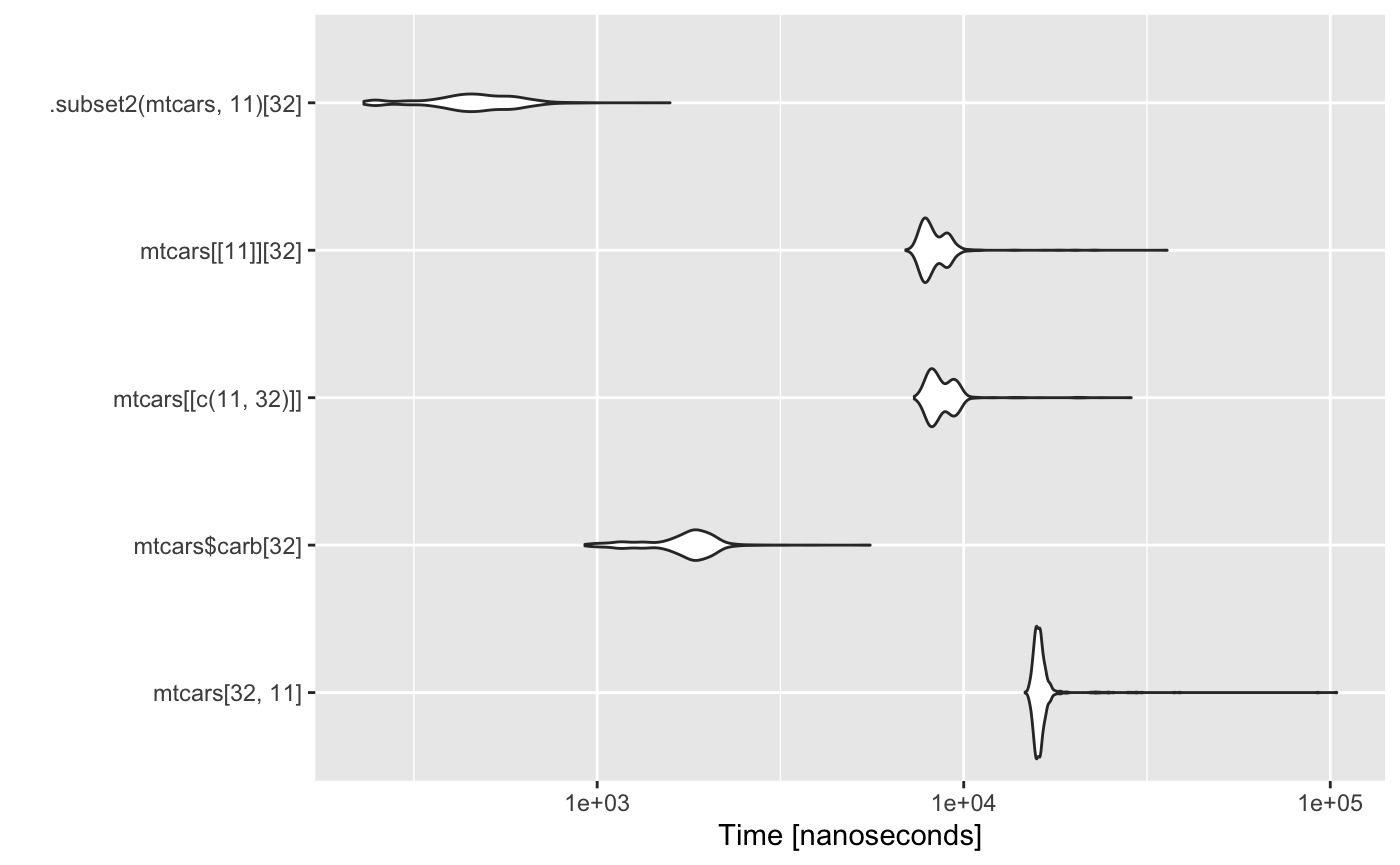 .subset2(mtcars, 11)[32]
mtcars[[11]][32]
mtcars[[c(11, 32)]]
mtcars$carb[32]
mtcars[32, 11]
1e+03 1e+04 1e+05
Time [nanoseconds]